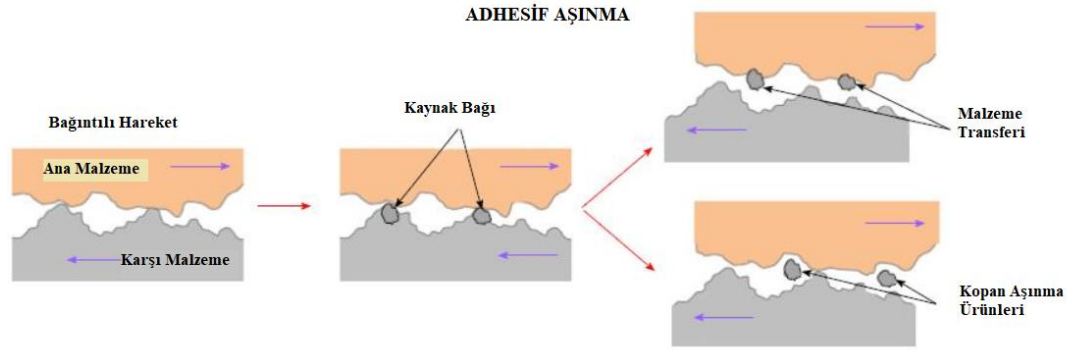 ADHESİF AŞINMA
Bağıntılı Hareket
Ana Malzeme
Karşı Malzeme
Kaynak Bağı
Malzeme
Transferi
Kopan Aşınma
Ürünleri